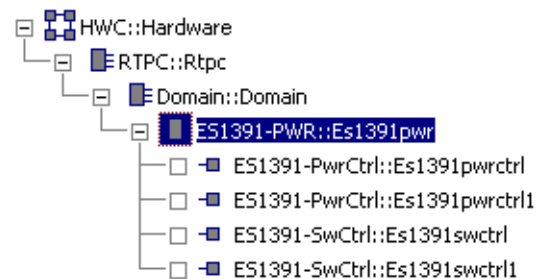 HWC::Hardware
RTPC::Rtpc
Domain::Domain
ES1391-PWR::Es1391pwr
ES1391-PwrCtrl::Es1391pwrctrl
ES1391-PwrCtrl::Es1391pwrctrl1
ES1391-SwCtrl::Es1391swctrl
ES1391-SwCtrl::Es1391swctrl1